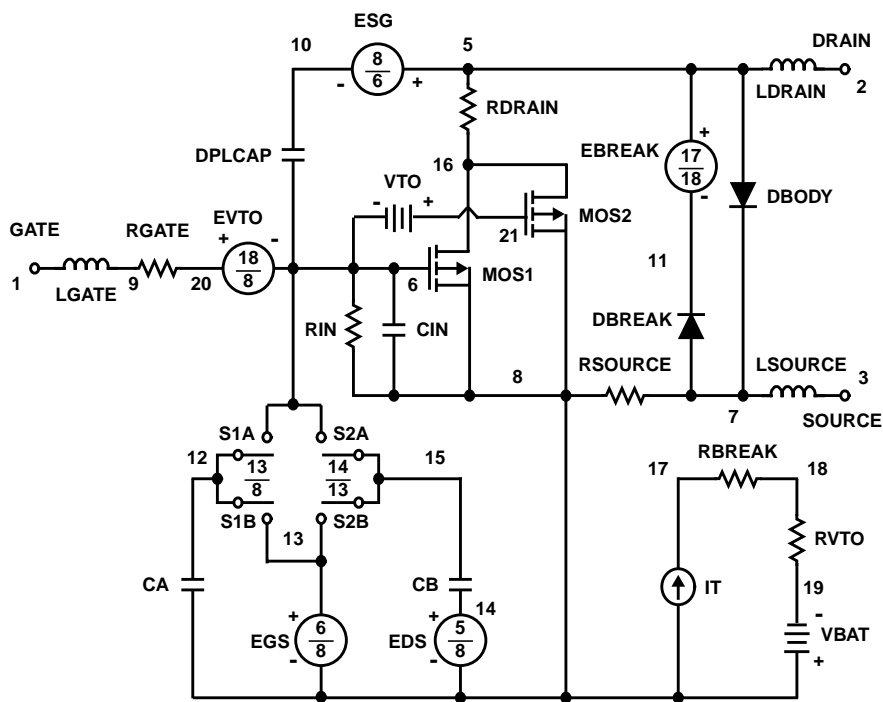 ESG
10
8
6
-
+
5
DRAIN
2
LDRAIN
RDRAIN
DPLCAP
16
EBREAK
+
17
18
-
DBODY
VTO
-
+
MOS2
21
GATE
RGATE
EVTO
+
-
18
8
1
LGATE
9
20
6
MOS1
11
RIN
CIN
DBREAK
8
RSOURCE
LSOURCE
3
7
SOURCE
S1A
S2A
12
13
8
14
13
15
S1B
S2B
13
RBREAK
17
18
RVTO
CA
CB
IT
19
+
6
8
-
EGS
+
14
5
8
-
EDS
-
VBAT
+